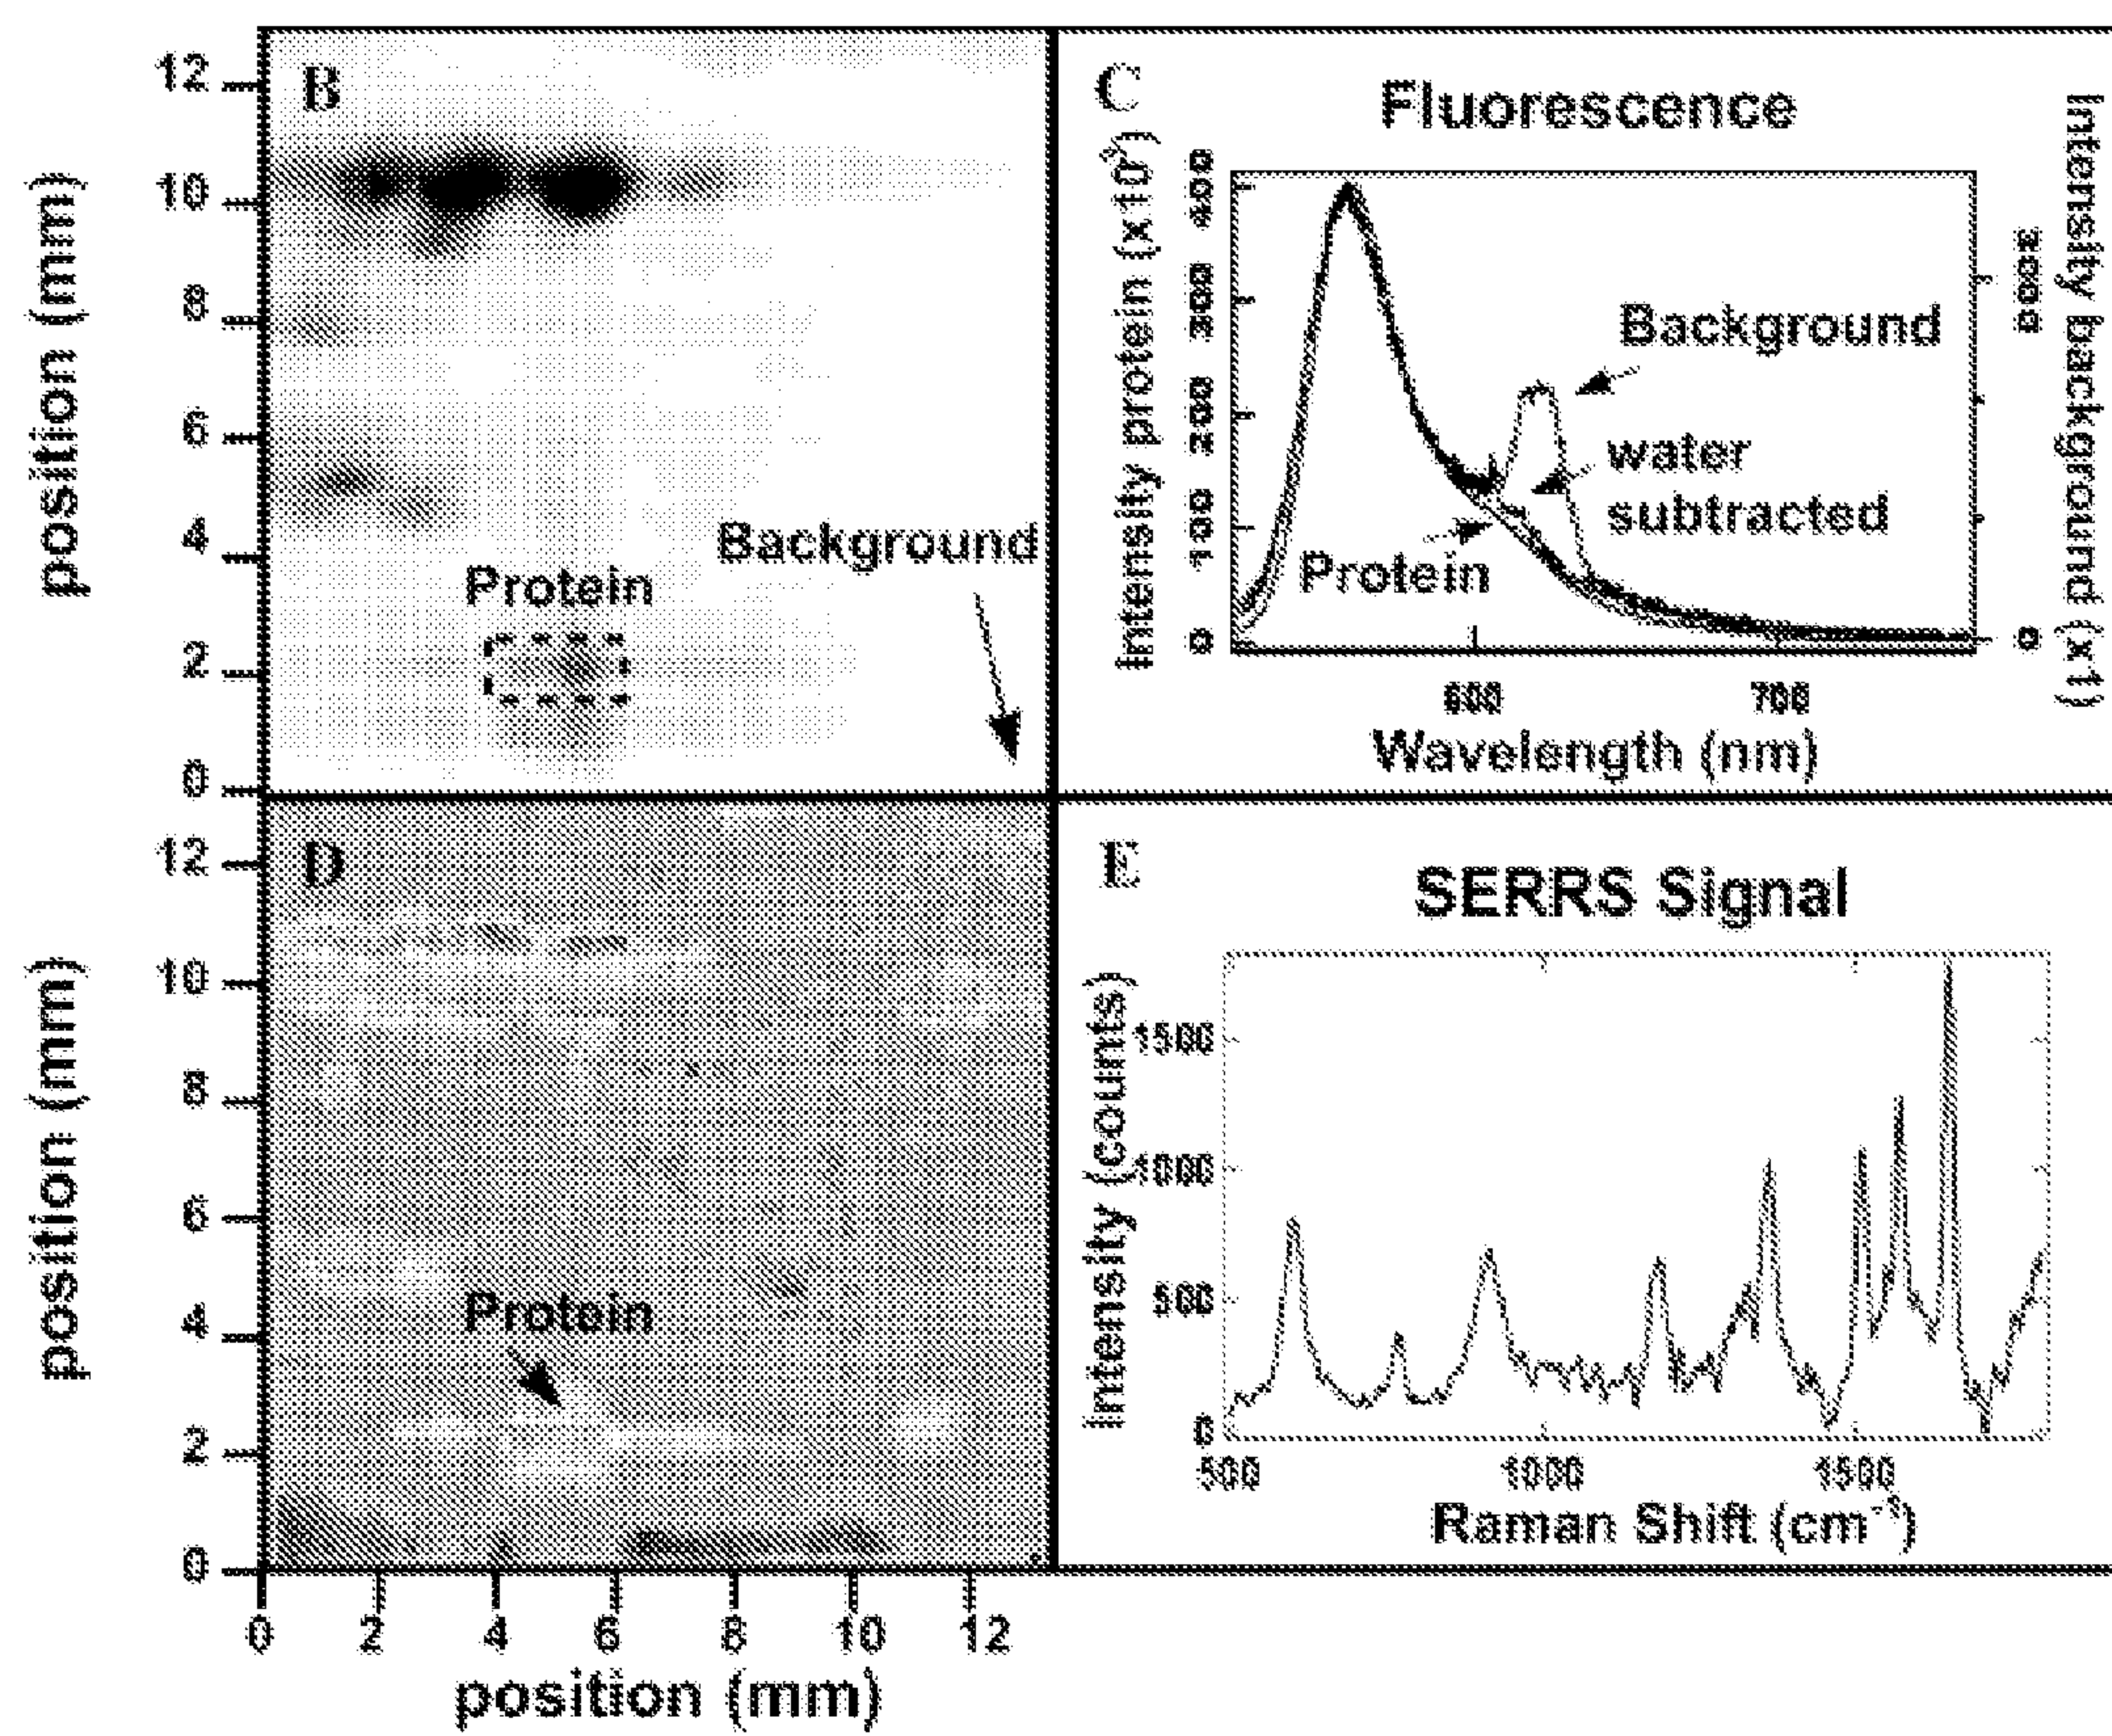 B
position (mm)
12
10
8
6
4
2
0
Protein
Background
C
Fluorescence
Intensity protein (x10³)
400
300
200
100
0
Background
water
subtracted
Protein
3000
0
Intensity background (x1)
600
700
Wavelength (nm)
D
position (mm)
12
10
8
6
4
2
0
Protein
0
2
4
6
8
10
12
position (mm)
E
SERRS Signal
Intensity (counts)
1500
1000
500
0
500
1000
1500
Raman Shift (cm⁻¹)